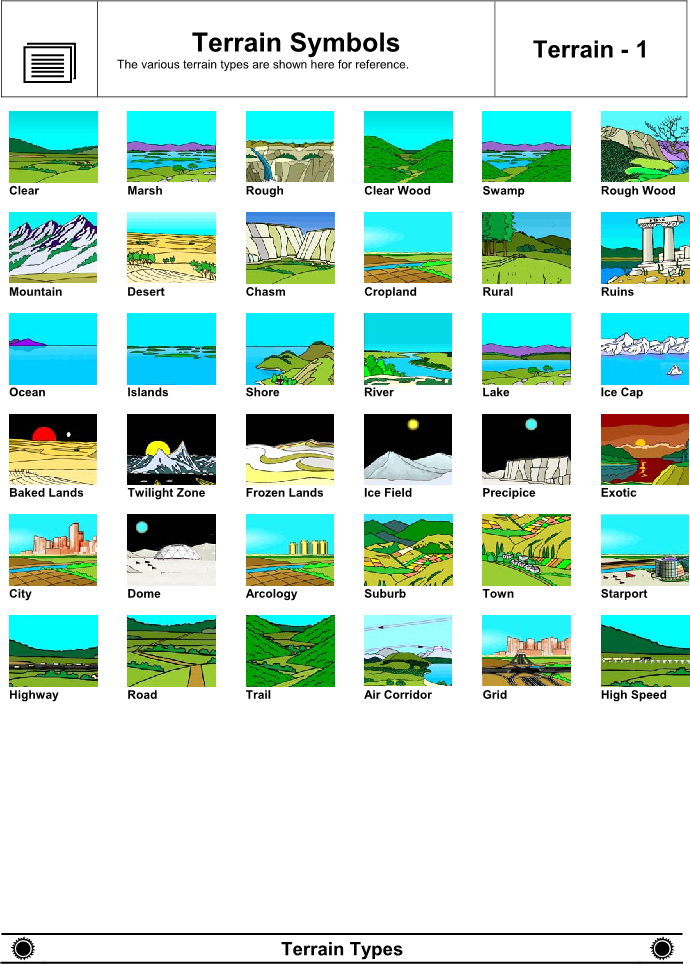 Terrain Symbols
The various terrain types are shown here for reference.
Terrain - 1
Clear Marsh Rough Clear Wood Swamp Rough Wood
Mountain Desert Chasm Cropland Rural Ruins
Ocean Islands Shore River Lake Ice Cap
Baked Lands Twilight Zone Frozen Lands Ice Field Precipice Exotic
City Dome Arcology Suburb Town Starport
Highway Road Trail Air Corridor Grid High Speed
Terrain Types